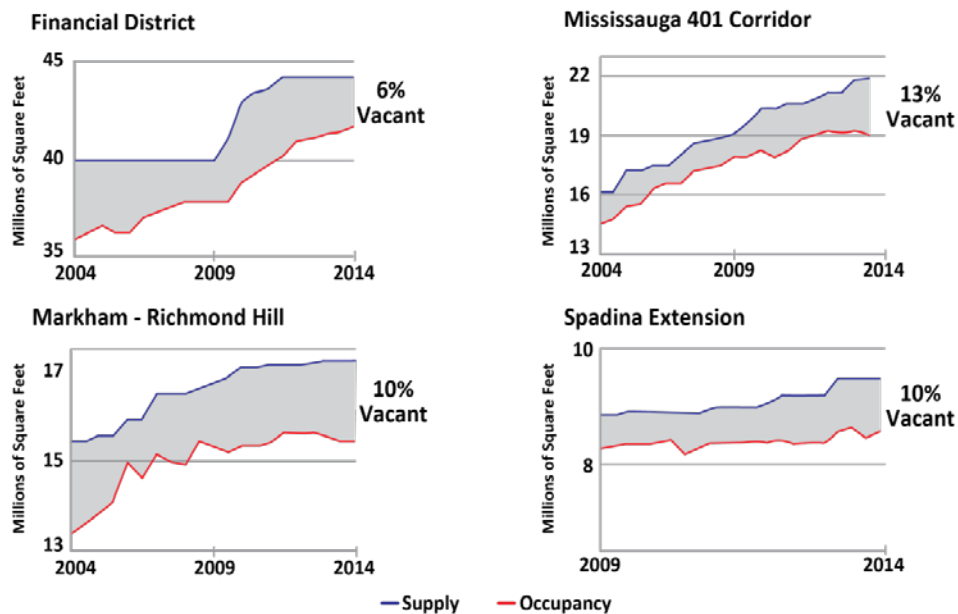 Financial District
Millions of Square Feet
45
40
35
2004
2009
2014
6%
Vacant
Mississauga 401 Corridor
Millions of Square Feet
22
19
16
13
2004
2009
2014
13%
Vacant
Markham - Richmond Hill
Millions of Square Feet
17
15
13
2004
2009
2014
10%
Vacant
Spadina Extension
Millions of Square Feet
10
8
2009
2014
10%
Vacant
Supply
Occupancy